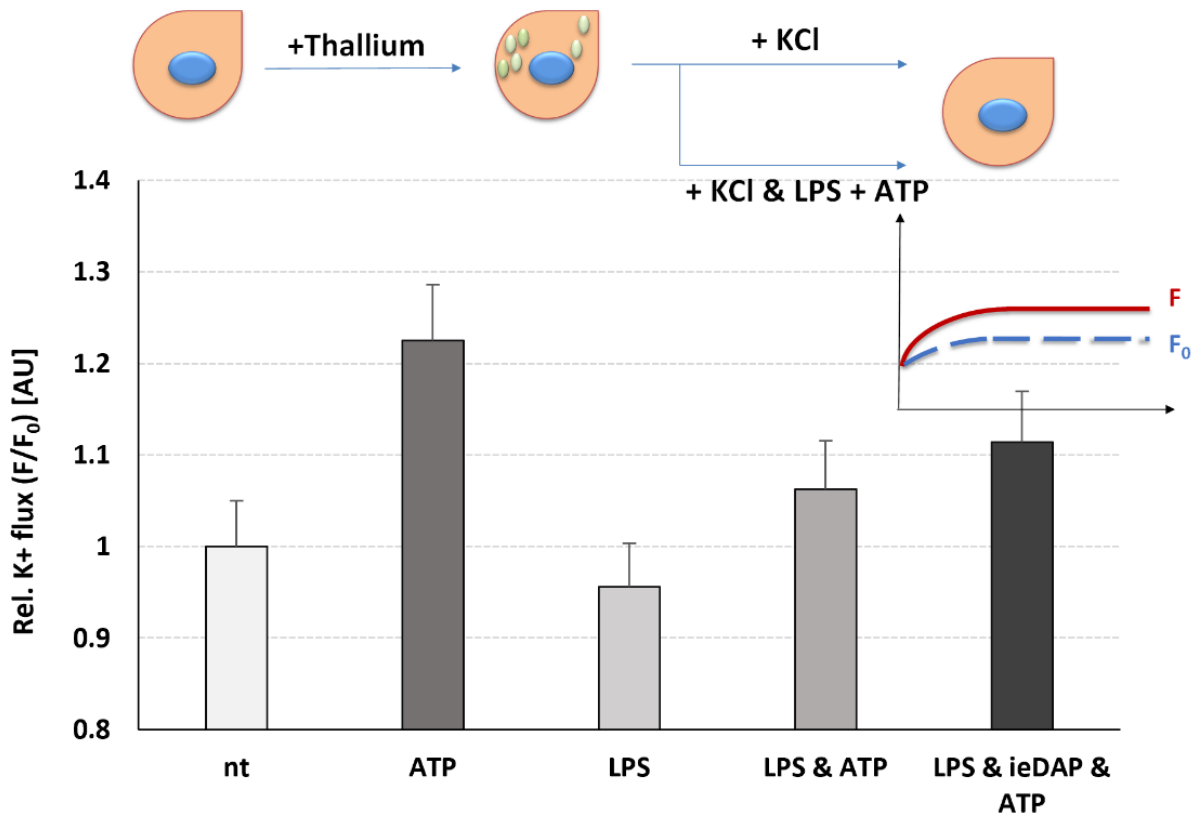 +Thallium
+ KCl
+ KCl & LPS + ATP
F
F0
Rel. K+ flux (F/F0) [AU]
1.4
1.3
1.2
1.1
1
0.9
0.8
nt
ATP
LPS
LPS & ATP
LPS & ieDAP &
ATP